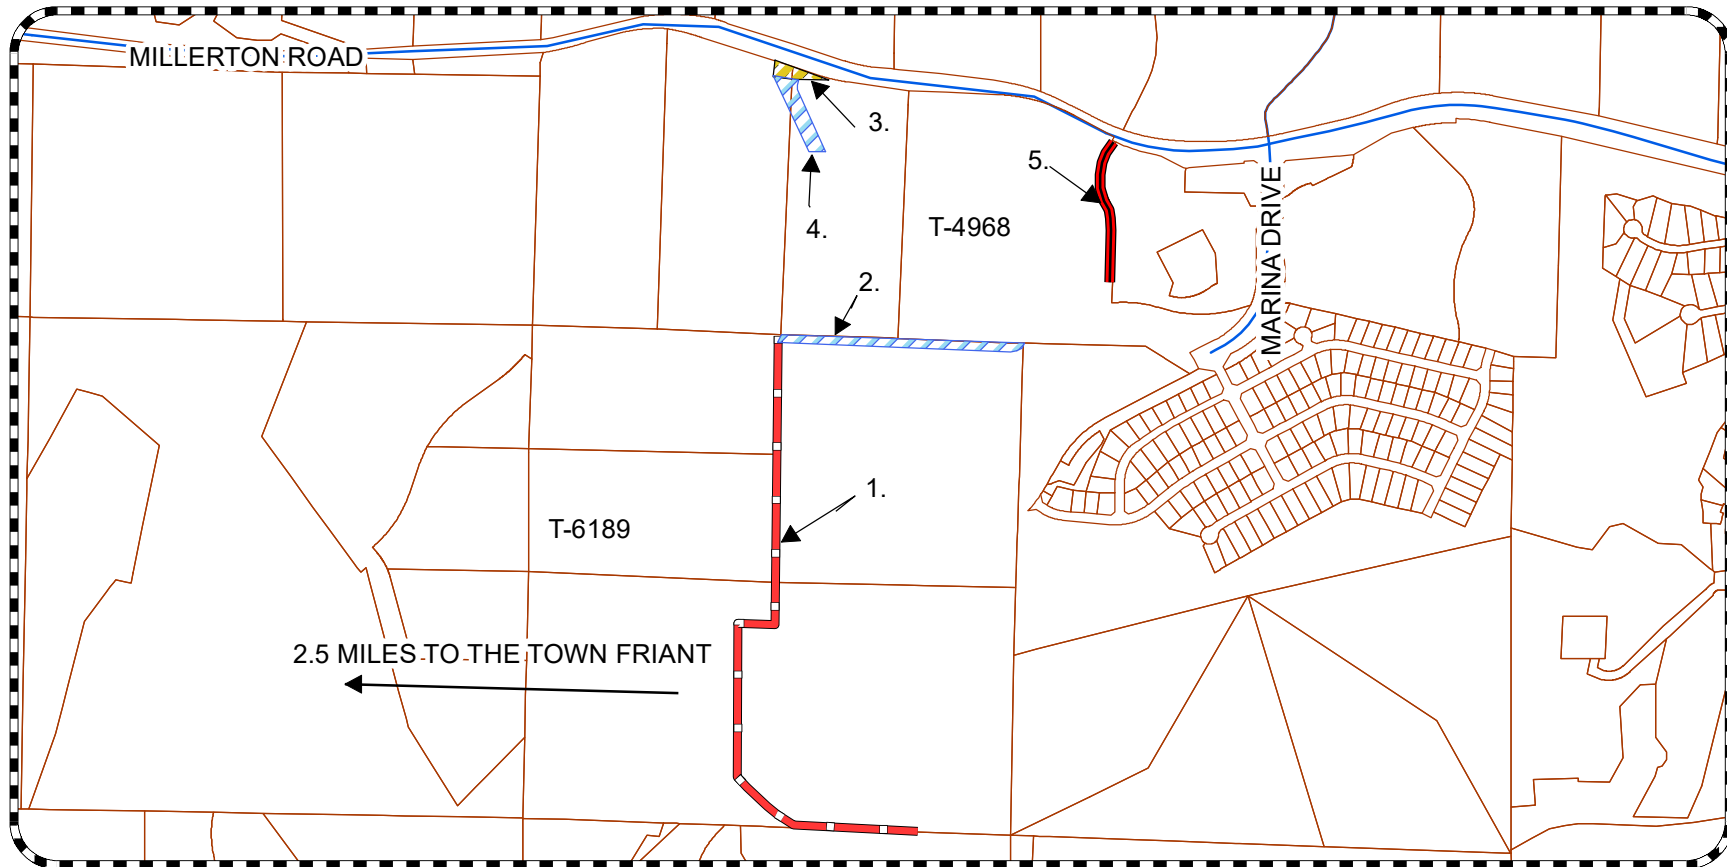 MILLERTON ROAD
3.
5.
4.
T-4968
MARINA DRIVE
2.
1.
T-6189
2.5 MILES TO THE TOWN FRIANT